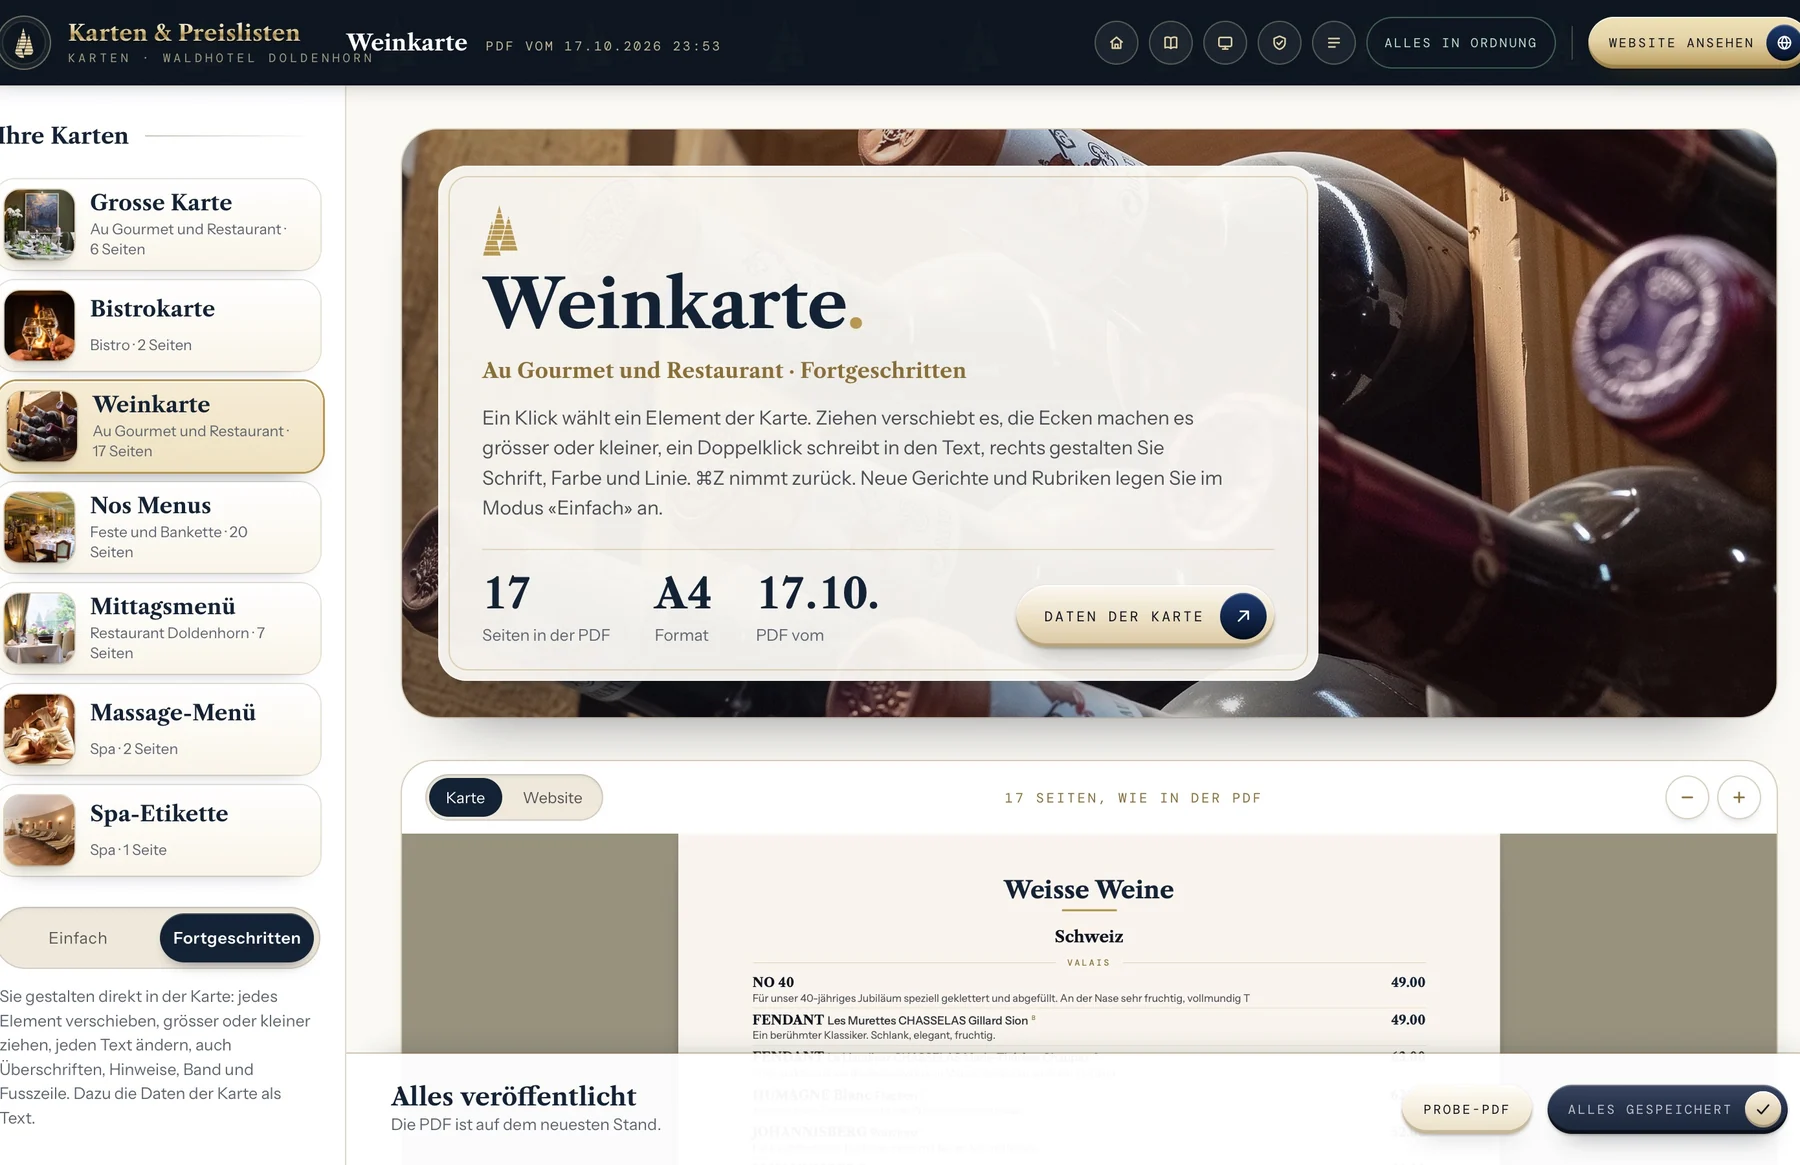 Karten & Preislisten
KARTEN · WALDHOTEL DOLDENHORN
Weinkarte
PDF VOM 17.10.2026 23:53
ALLES IN ORDNUNG
WEBSITE ANSEHEN
Ihre Karten
Grosse Karte
Au Gourmet und Restaurant ·
6 Seiten
Bistrokarte
Bistro · 2 Seiten
Weinkarte
Au Gourmet und Restaurant ·
17 Seiten
Nos Menus
Feste und Bankette · 20
Seiten
Mittagsmenü
Restaurant Doldenhorn · 7
Seiten
Massage-Menü
Spa · 2 Seiten
Spa-Etikette
Spa · 1 Seite
Einfach
Fortgeschritten
Sie gestalten direkt in der Karte: jedes
Element verschieben, grösser oder kleiner
ziehen, jeden Text ändern, auch
Überschriften, Hinweise, Band und
Fusszeile. Dazu die Daten der Karte als
Text.
Weinkarte.
Au Gourmet und Restaurant · Fortgeschritten
Ein Klick wählt ein Element der Karte. Ziehen verschiebt es, die Ecken machen es
grösser oder kleiner, ein Doppelklick schreibt in den Text, rechts gestalten Sie
Schrift, Farbe und Linie. ⌘Z nimmt zurück. Neue Gerichte und Rubriken legen Sie im
Modus «Einfach» an.
17
Seiten in der PDF
A4
Format
17.10.
PDF vom
DATEN DER KARTE
Karte
Website
17 SEITEN, WIE IN DER PDF
Weisse Weine
Schweiz
VALAIS
NO 40 49.00
Für unser 40-jähriges Jubiläum speziell geklettert und abgefüllt. An der Nase sehr fruchtig, vollmundig T
FENDANT Les Murettes CHASSELAS Gillard Sion 8 49.00
Ein berühmter Klassiker. Schlank, elegant, fruchtig.
FENDANT
HUMAGNE Blanc
JOHANNISBERG
Alles veröffentlicht
Die PDF ist auf dem neuesten Stand.
PROBE-PDF
ALLES GESPEICHERT